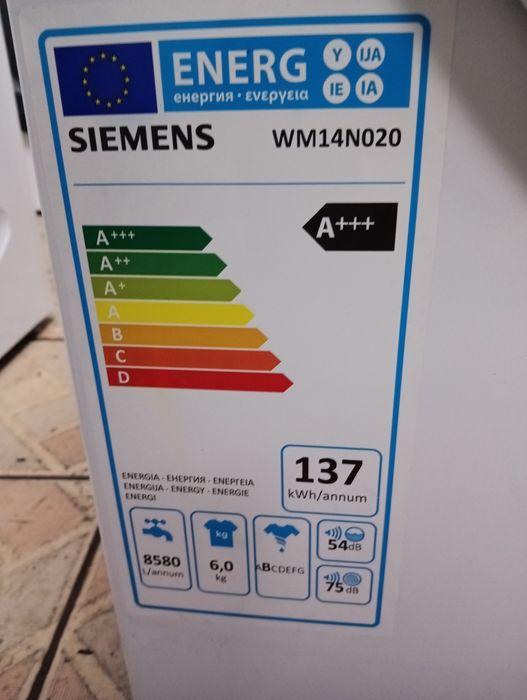 ENERG Y IJA
енергия · ενεργεια IE IA
SIEMENS WM14N020
A+++ A+++
A++
A+
A
B
C
D
ENERGIA · ЕНЕРГИЯ · ΕΝΕΡΓΕΙΑ
ENERGIJA · ENERGY · ENERGIE
ENERGI
137
kWh/annum
8580
L/annum
kg
6,0
kg
ABCDEFG
54dB
75dB